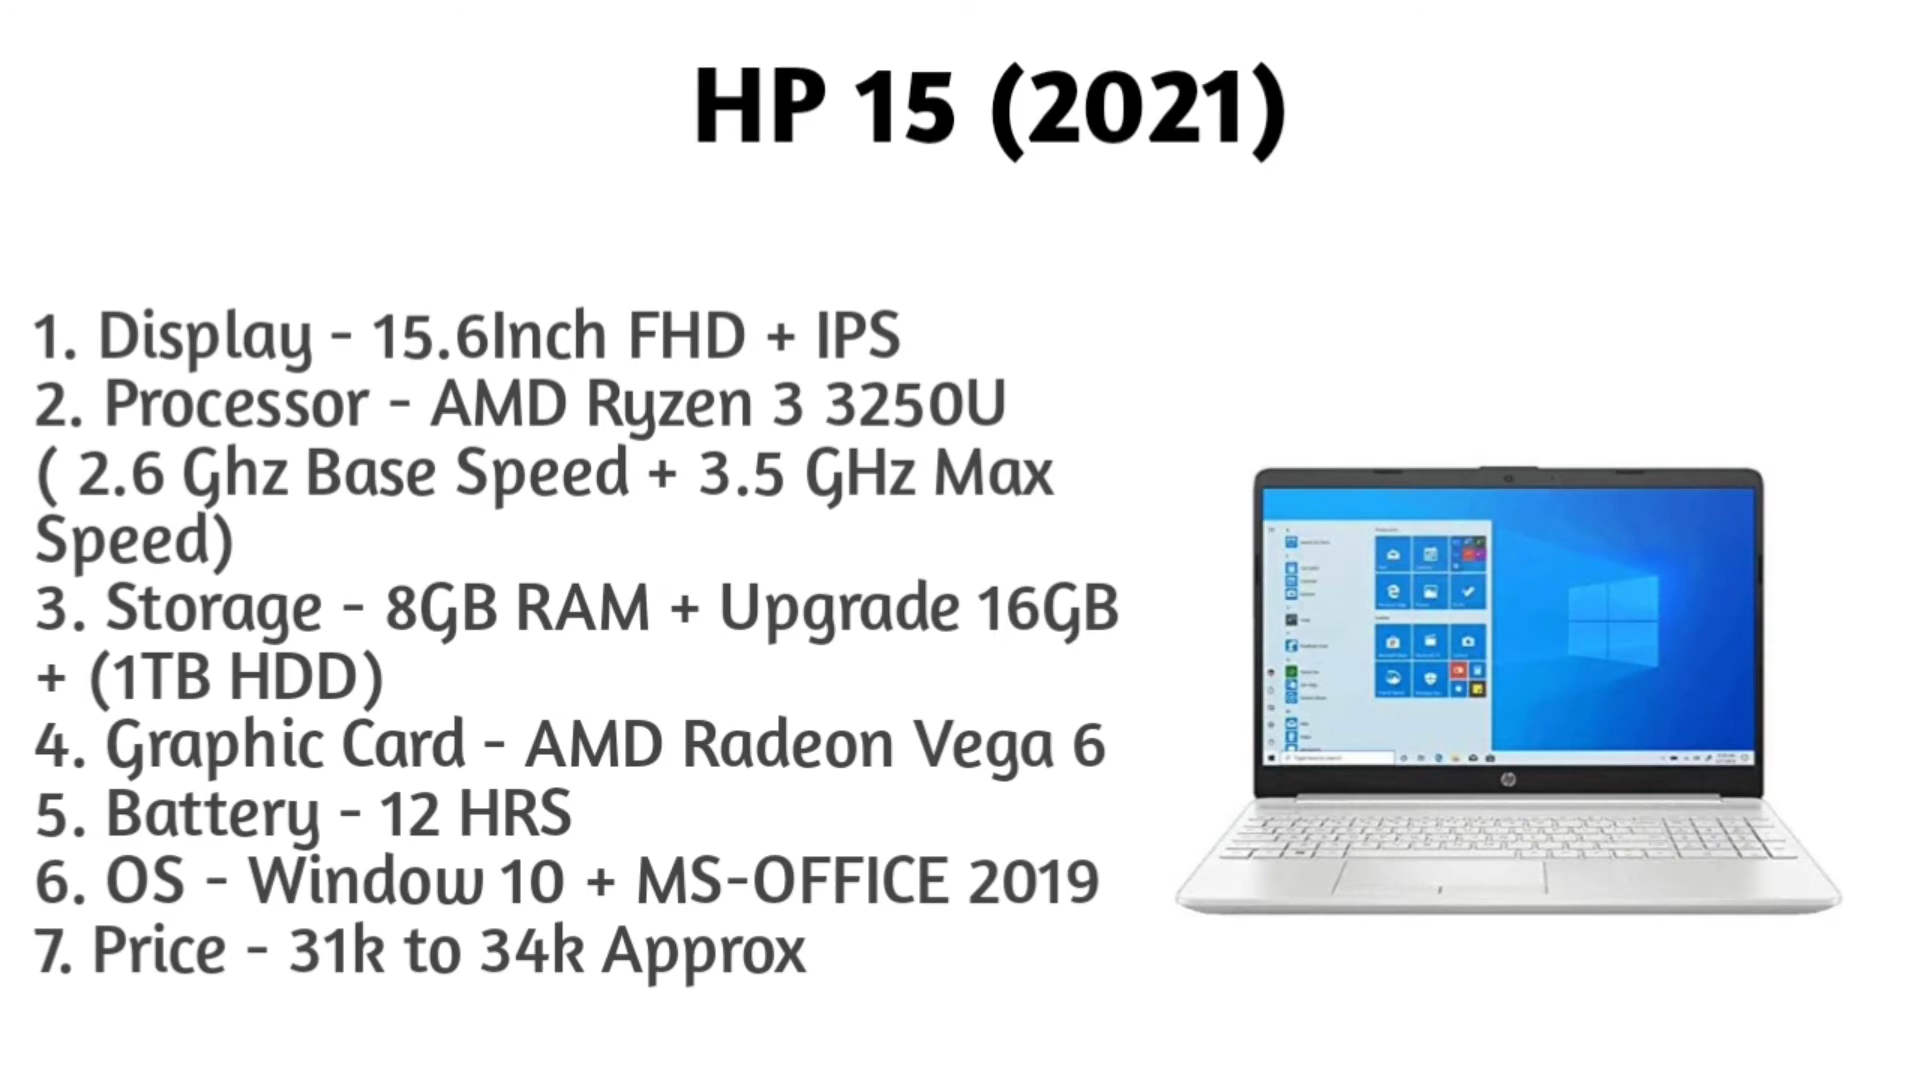 HP 15 (2021)
1. Display - 15.6Inch FHD + IPS
2. Processor - AMD Ryzen 3 3250U
( 2.6 Ghz Base Speed + 3.5 GHz Max
Speed)
3. Storage - 8GB RAM + Upgrade 16GB
+ (1TB HDD)
4. Graphic Card - AMD Radeon Vega 6
5. Battery - 12 HRS
6. OS - Window 10 + MS-OFFICE 2019
7. Price - 31k to 34k Approx
hp